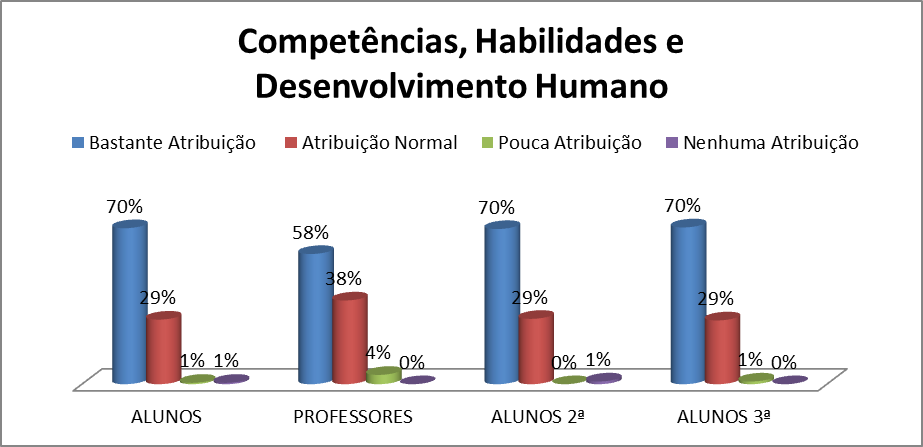 Competências, Habilidades e
Desenvolvimento Humano
Bastante Atribuição Atribuição Normal Pouca Atribuição Nenhuma Atribuição
70% 29% 1% 1%
58% 38% 4% 0%
70% 29% 0% 1%
70% 29% 1% 0%
ALUNOS PROFESSORES ALUNOS 2ª ALUNOS 3ª